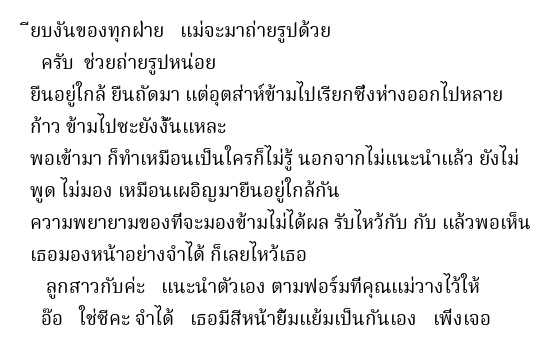 ียบงันของทุกฝ่าย แม่จะมาถ่ายรูปด้วย
ครับ ช่วยถ่ายรูปหน่อย
ยืนอยู่ใกล้ ยืนถัดมา แต่อุตส่าห์ข้ามไปเรียกซึ่งห่างออกไปหลาย
ก้าว ข้ามไปซะยังงั้นแหละ
พอเข้ามา ก็ทำเหมือนเป็นใครก็ไม่รู้ นอกจากไม่แนะนำแล้ว ยังไม่
พูด ไม่มอง เหมือนเผอิญมายืนอยู่ใกล้กัน
ความพยายามของที่จะมองข้ามไม่ได้ผล รับไหว้กับ กับ แล้วพอเห็น
เธอมองหน้าอย่างจำได้ ก็เลยไหว้เธอ
ลูกสาวกับค่ะ แนะนำตัวเอง ตามฟอร์มที่คุณแม่วางไว้ให้
อ๊อ ใช่ซีคะ จำได้ เธอมีสีหน้ายิ้มแย้มเป็นกันเอง เพิ่งเจอ